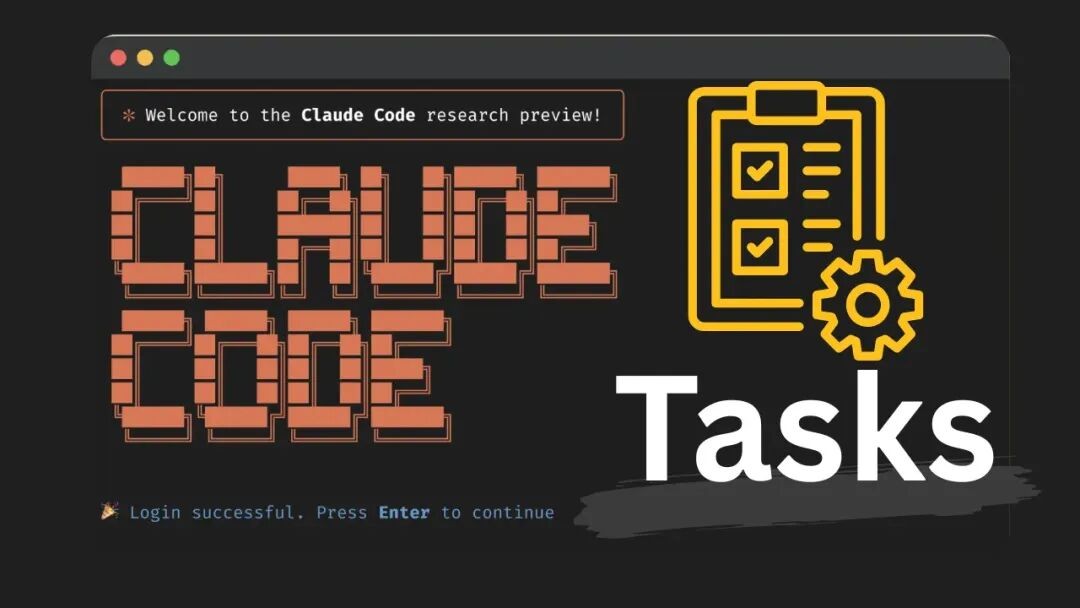 ✻ Welcome to the Claude Code research preview!
CLAUDE
CODE
Tasks
🎉 Login successful. Press Enter to continue